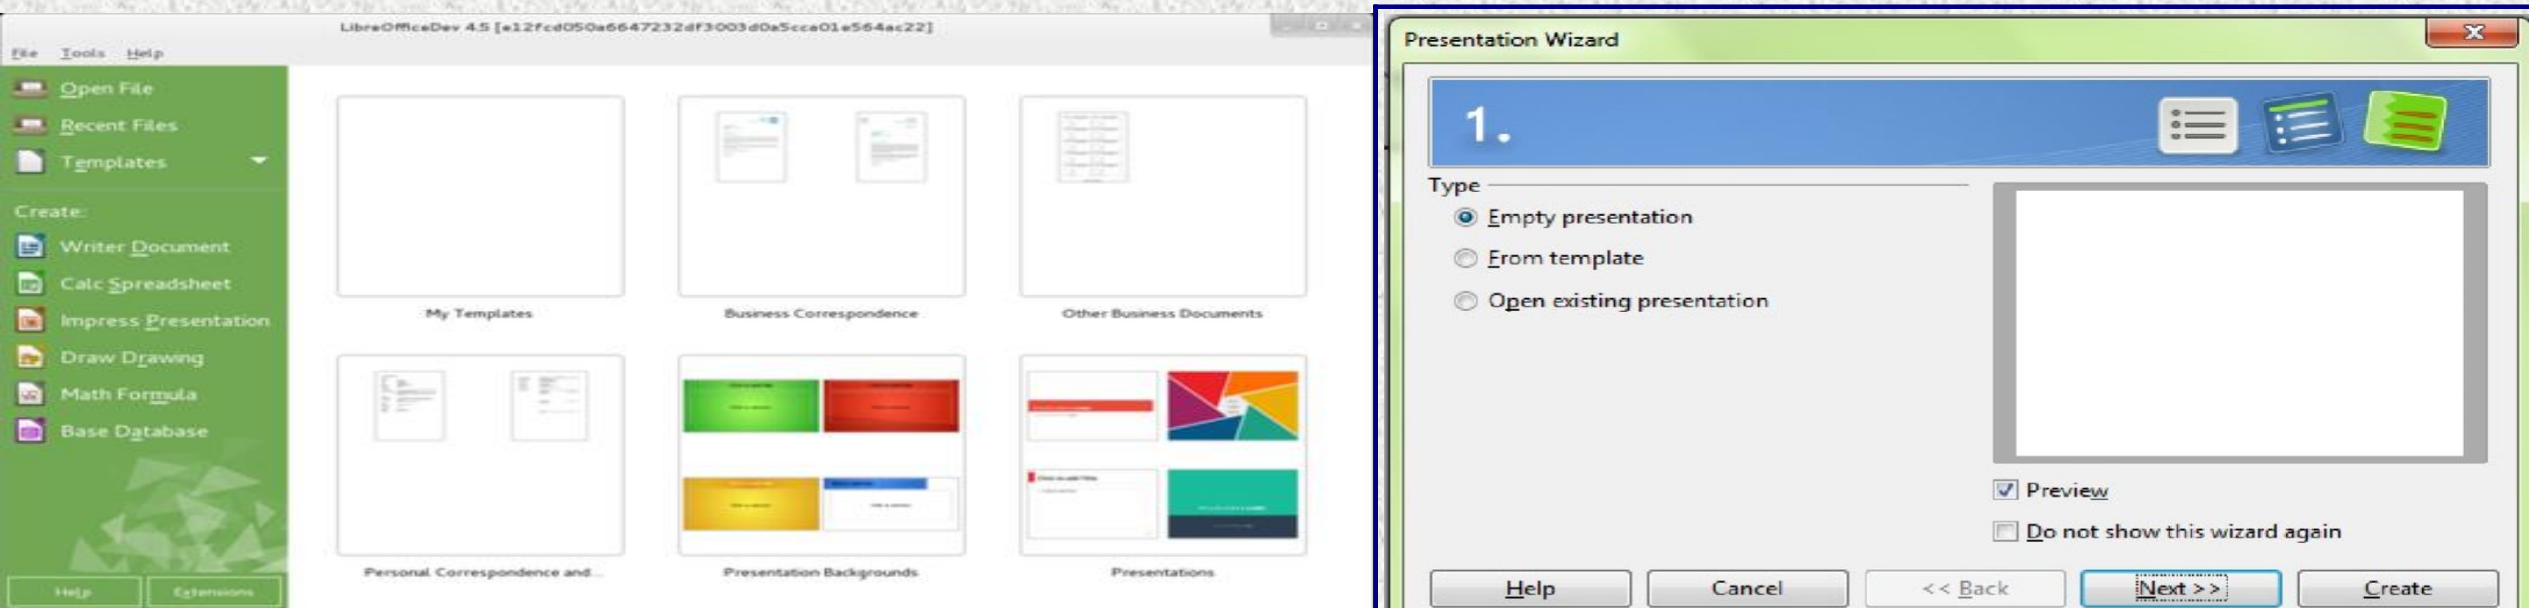 LibreOfficeDev 4.5 [e12fcd050a6647232df3003d0a5cca01e564ac22]
File Tools Help
Open File
Recent Files
Templates
Create:
Writer Document
Calc Spreadsheet
Impress Presentation
Draw Drawing
Math Formula
Base Database
Help
Extensions
My Templates
Business Correspondence
Other Business Documents
Personal Correspondence and...
Presentation Backgrounds
Presentations
Presentation Wizard
1.
Type
Empty presentation
From template
Open existing presentation
Preview
Do not show this wizard again
Help
Cancel
<< Back
Next >>
Create